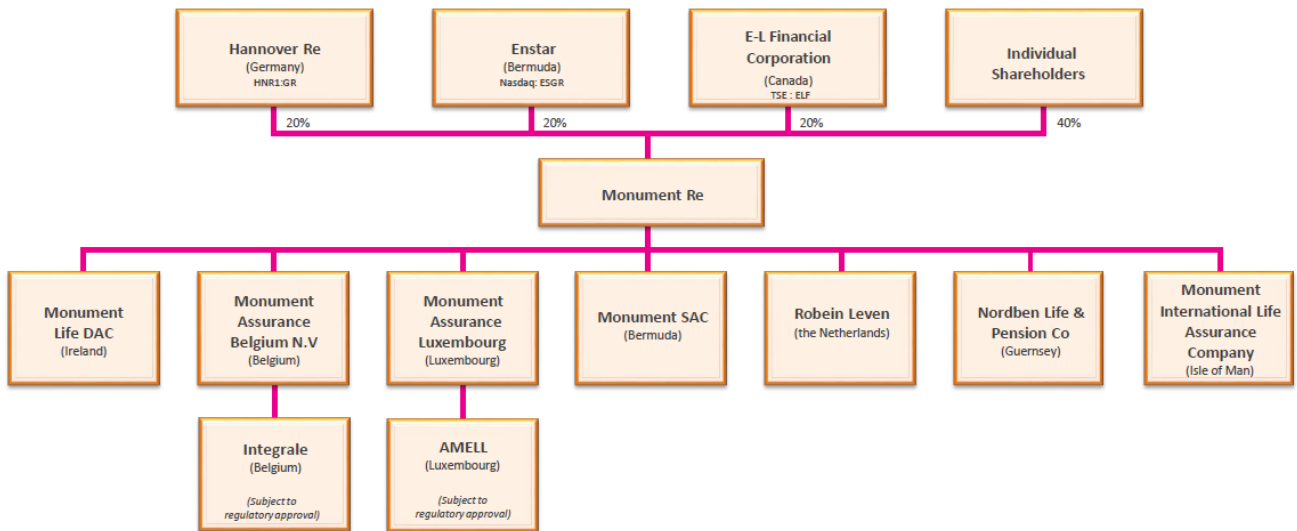 Hannover Re
(Germany)
HNR1:GR
Enstar
(Bermuda)
Nasdaq: ESGR
E-L Financial
Corporation
(Canada)
TSE : ELF
Individual
Shareholders
20%
20%
20%
40%
Monument Re
Monument
Life DAC
(Ireland)
Monument
Assurance
Belgium N.V
(Belgium)
Monument
Assurance
Luxembourg
(Luxembourg)
Monument SAC
(Bermuda)
Robein Leven
(the Netherlands)
Nordben Life &
Pension Co
(Guernsey)
Monument
International Life
Assurance
Company
(Isle of Man)
Integrale
(Belgium)
(Subject to
regulatory approval)
AMELL
(Luxembourg)
(Subject to
regulatory approval)